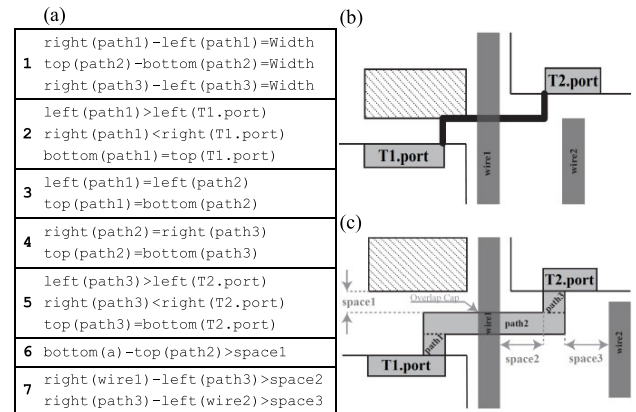 (a)
1
right(path1)-left(path1)=Width
top(path2)-bottom(path2)=Width
right(path3)-left(path3)=Width
2
left(path1)>left(T1.port)
right(path1)<right(T1.port)
bottom(path1)=top(T1.port)
3
left(path1)=left(path2)
top(path1)=bottom(path2)
4
right(path2)=right(path3)
top(path2)=bottom(path3)
5
left(path3)>left(T2.port)
right(path3)<right(T2.port)
top(path3)=bottom(T2.port)
6
bottom(a)-top(path2)>space1
7
right(wire1)-left(path3)>space2
right(path3)-left(wire2)>space3
(b)
T2.port
T1.port
wire1
wire2
(c)
T2.port
space1
Overlap Cap
path3
wire1
path2
path1
wire2
space2
space3
T1.port